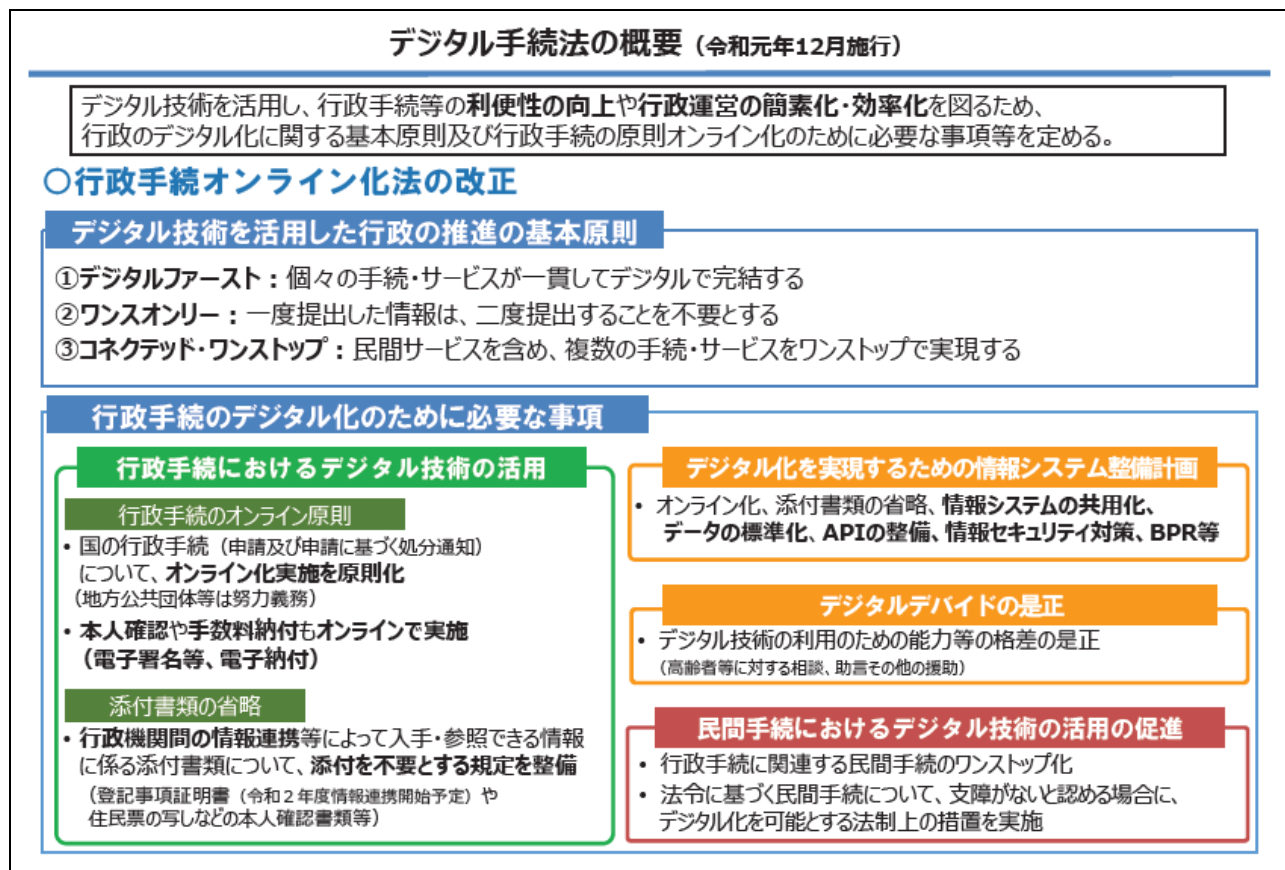 デジタル手続法の概要（令和元年12月施行）
デジタル技術を活用し、行政手続等の利便性の向上や行政運営の簡素化・効率化を図るため、
行政のデジタル化に関する基本原則及び行政手続の原則オンライン化のために必要な事項等を定める。
〇行政手続オンライン化法の改正
デジタル技術を活用した行政の推進の基本原則
①デジタルファースト：個々の手続・サービスが一貫してデジタルで完結する
②ワンスオンリー：一度提出した情報は、二度提出することを不要とする
③コネクテッド・ワンストップ：民間サービスを含め、複数の手続・サービスをワンストップで実現する
行政手続のデジタル化のために必要な事項
行政手続におけるデジタル技術の活用
行政手続のオンライン原則
• 国の行政手続（申請及び申請に基づく処分通知）
について、オンライン化実施を原則化
（地方公共団体等は努力義務）
• 本人確認や手数料納付もオンラインで実施
（電子署名等、電子納付）
添付書類の省略
• 行政機関間の情報連携等によって入手・参照できる情報
に係る添付書類について、添付を不要とする規定を整備
（登記事項証明書（令和２年度情報連携開始予定）や
住民票の写しなどの本人確認書類等）
デジタル化を実現するための情報システム整備計画
• オンライン化、添付書類の省略、情報システムの共用化、
データの標準化、APIの整備、情報セキュリティ対策、BPR等
デジタルデバイドの是正
• デジタル技術の利用のための能力等の格差の是正
（高齢者等に対する相談、助言その他の援助）
民間手続におけるデジタル技術の活用の促進
• 行政手続に関連する民間手続のワンストップ化
• 法令に基づく民間手続について、支障がないと認める場合に、
デジタル化を可能とする法制上の措置を実施